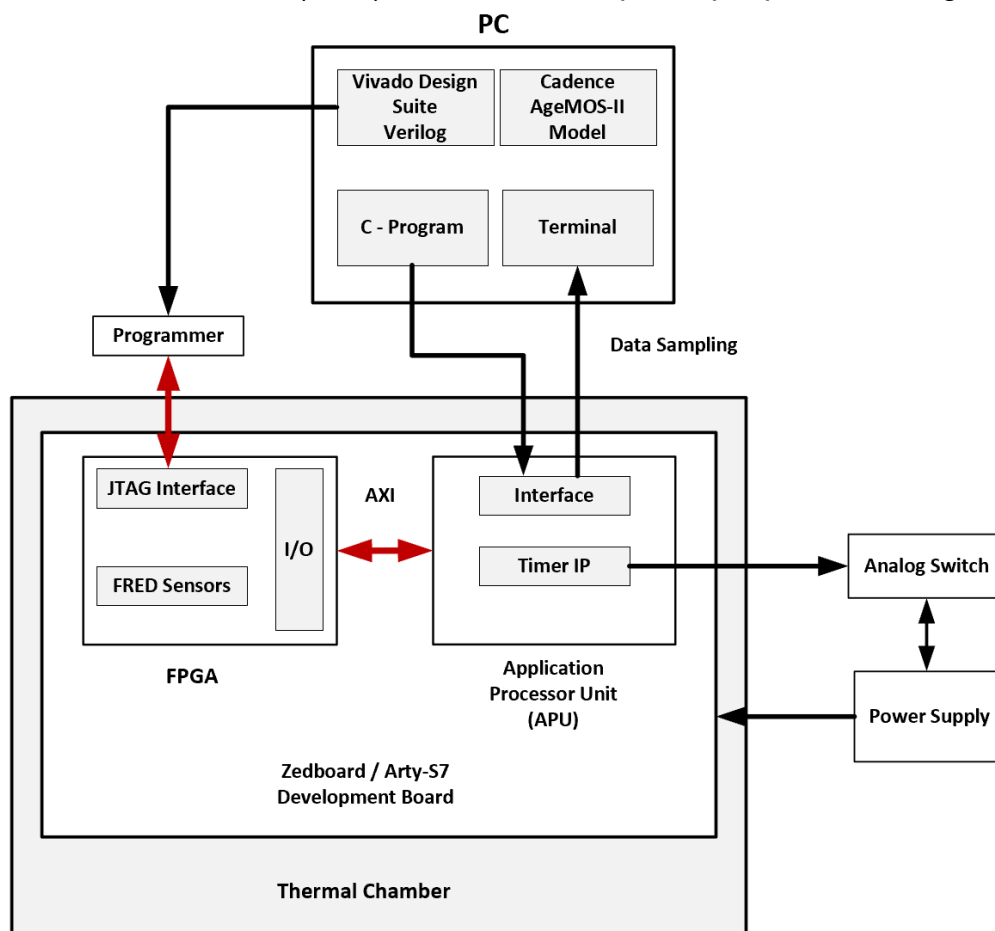 PC
Vivado Design
Suite
Verilog
Cadence
AgeMOS-II
Model
C - Program
Terminal
Programmer
Data Sampling
JTAG Interface
FRED Sensors
I/O
AXI
Interface
Timer IP
FPGA
Application
Processor Unit
(APU)
Analog Switch
Power Supply
Zedboard / Arty-S7
Development Board
Thermal Chamber